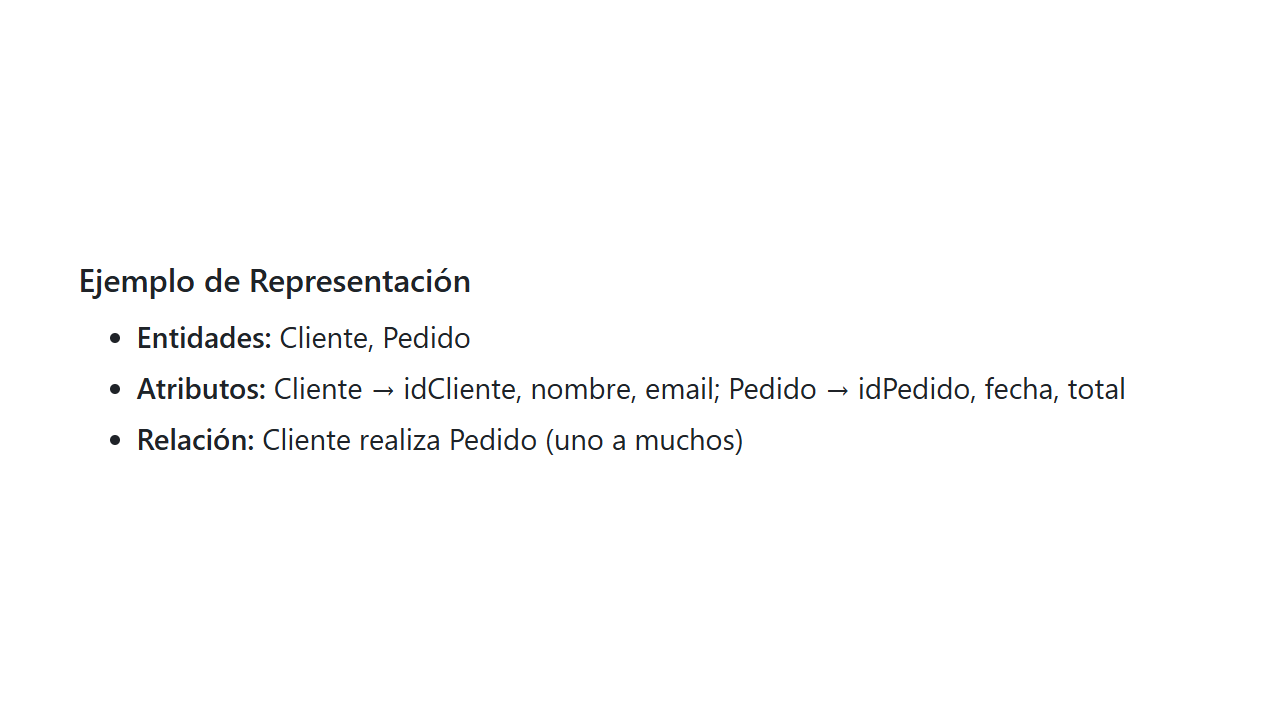 Ejemplo de Representación
• Entidades: Cliente, Pedido
• Atributos: Cliente → idCliente, nombre, email; Pedido → idPedido, fecha, total
• Relación: Cliente realiza Pedido (uno a muchos)